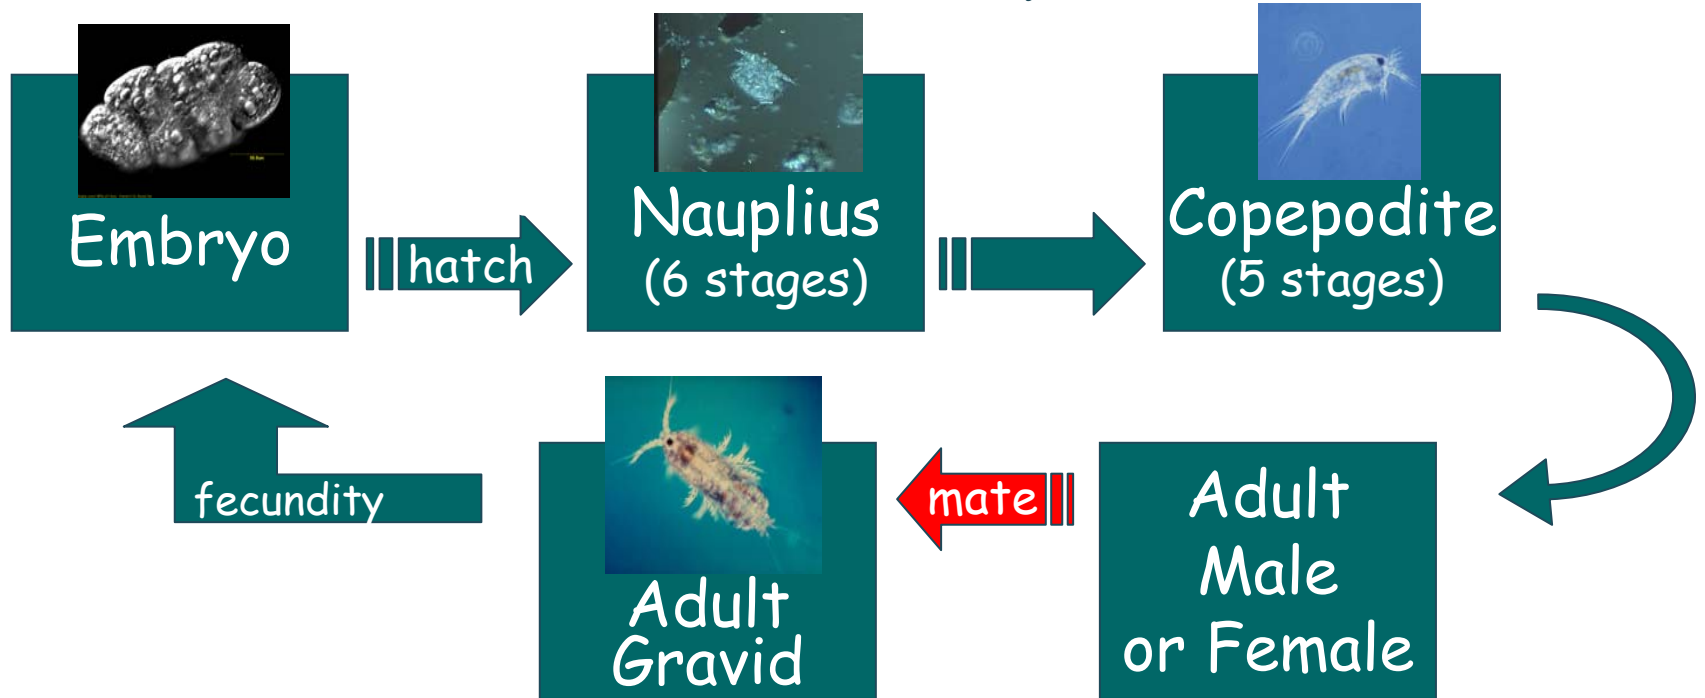 Embryo
hatch
Nauplius
(6 stages)
Copepodite
(5 stages)
Adult
Male
or Female
mate
Adult
Gravid
fecundity